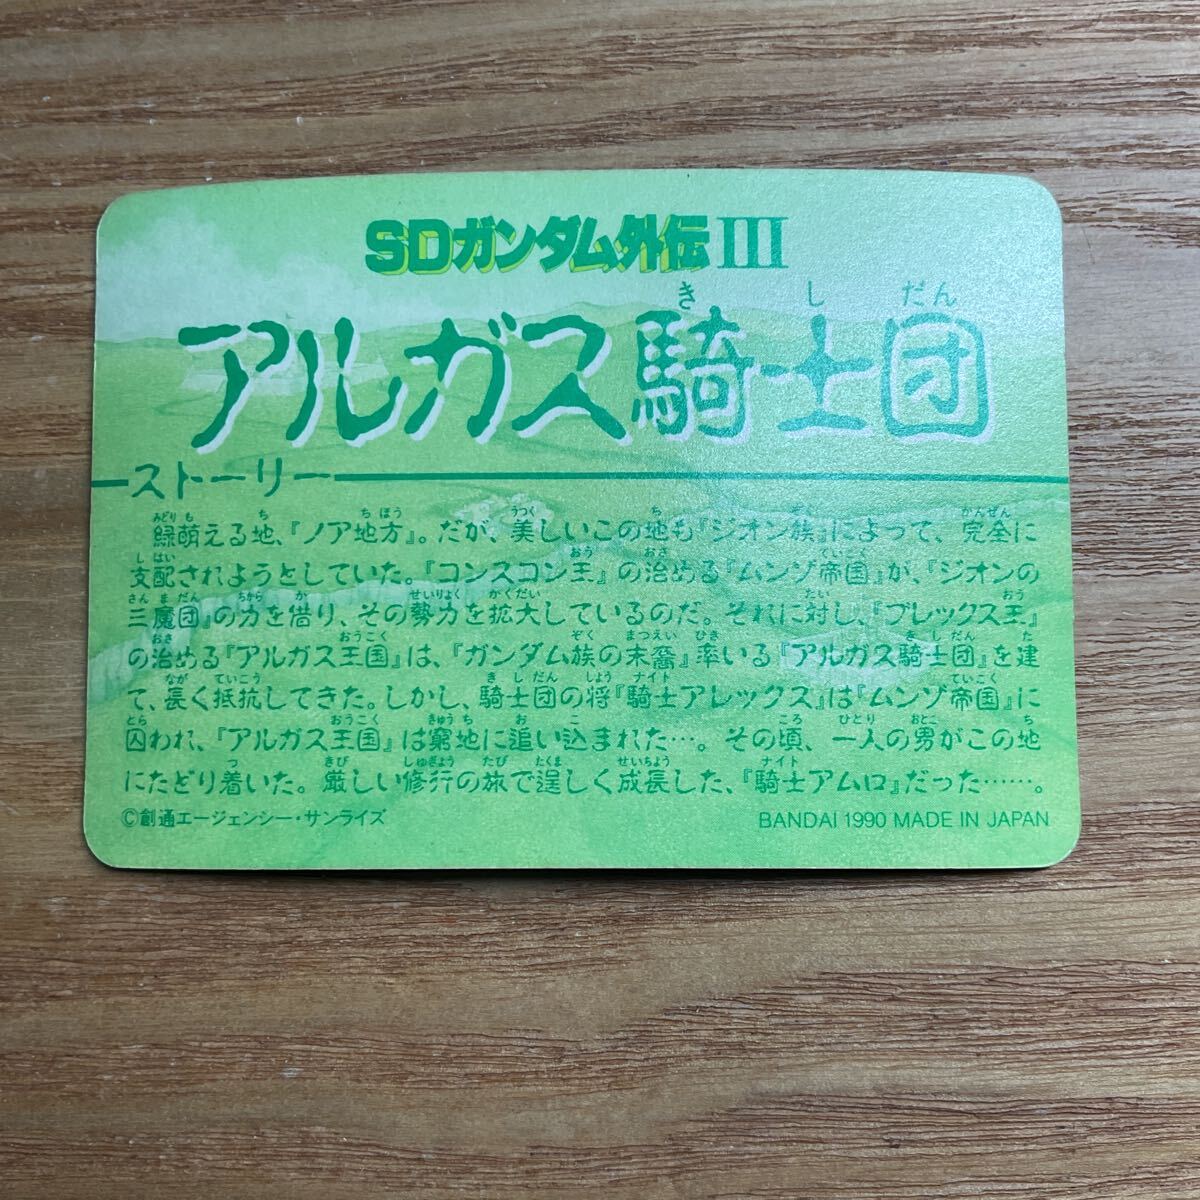 SDガンダム外伝III
アルガス騎士団
きしだん
ストーリー
緑萌える地、『ノア地方』。だが、美しいこの地も『ジオン族』によって、完全に
支配されようとしていた。『コンスコン王』の治める『ムンゾ帝国』が、『ジオンの
三魔団』の力を借り、その勢力を拡大しているのだ。それに対し、『ブレックス王』
の治める『アルガス王国』は、『ガンダム族の末裔』率いる『アルガス騎士団』を建
て、長く抵抗してきた。しかし、騎士団の将『騎士アレックス』は『ムンゾ帝国』に
囚われ、『アルガス王国』は窮地に追い込まれた…。その頃、一人の男がこの地
にたどり着いた。厳しい修行の旅で逞しく成長した、『騎士アムロ』だった……。
©創通エージェンシー・サンライズ
BANDAI 1990 MADE IN JAPAN